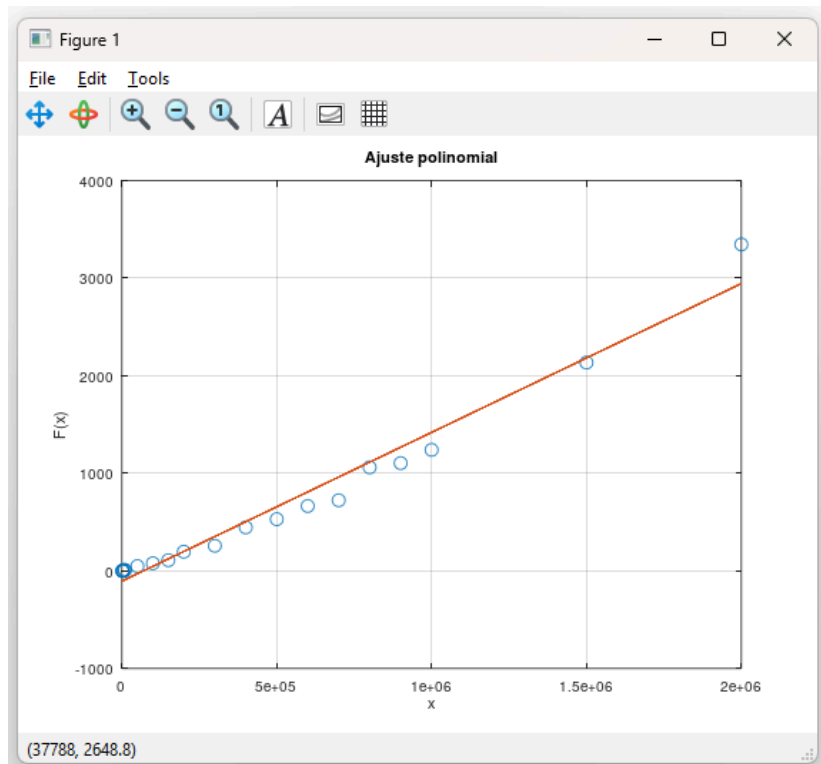 Figure 1
File Edit Tools
1 A
Ajuste polinomial
4000
3000
2000
1000
0
-1000
F(x)
0 5e+05 1e+06 1.5e+06 2e+06
x
(37788, 2648.8)